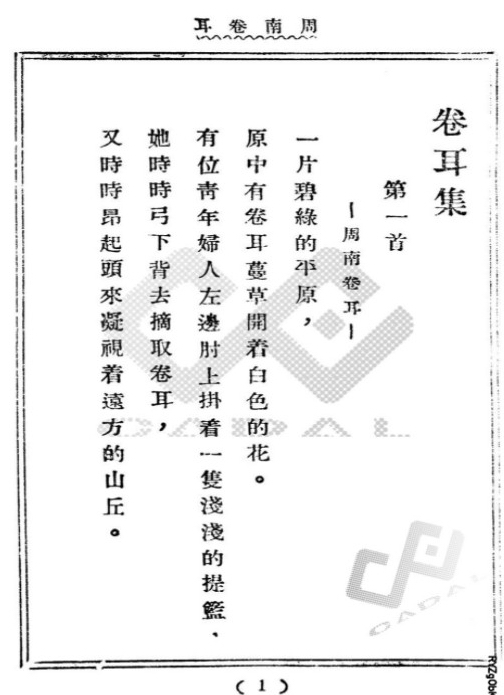 周南卷耳
卷耳集
第一首
—周南卷耳—
一片碧綠的平原，
原中有卷耳蔓草開着白色的花。
有位靑年婦人左邊肘上掛着一隻淺淺的提籃、
她時時弓下背去摘取卷耳，
又時時昂起頭來凝視着遠方的山丘。
CADAL
CADAL
(1)